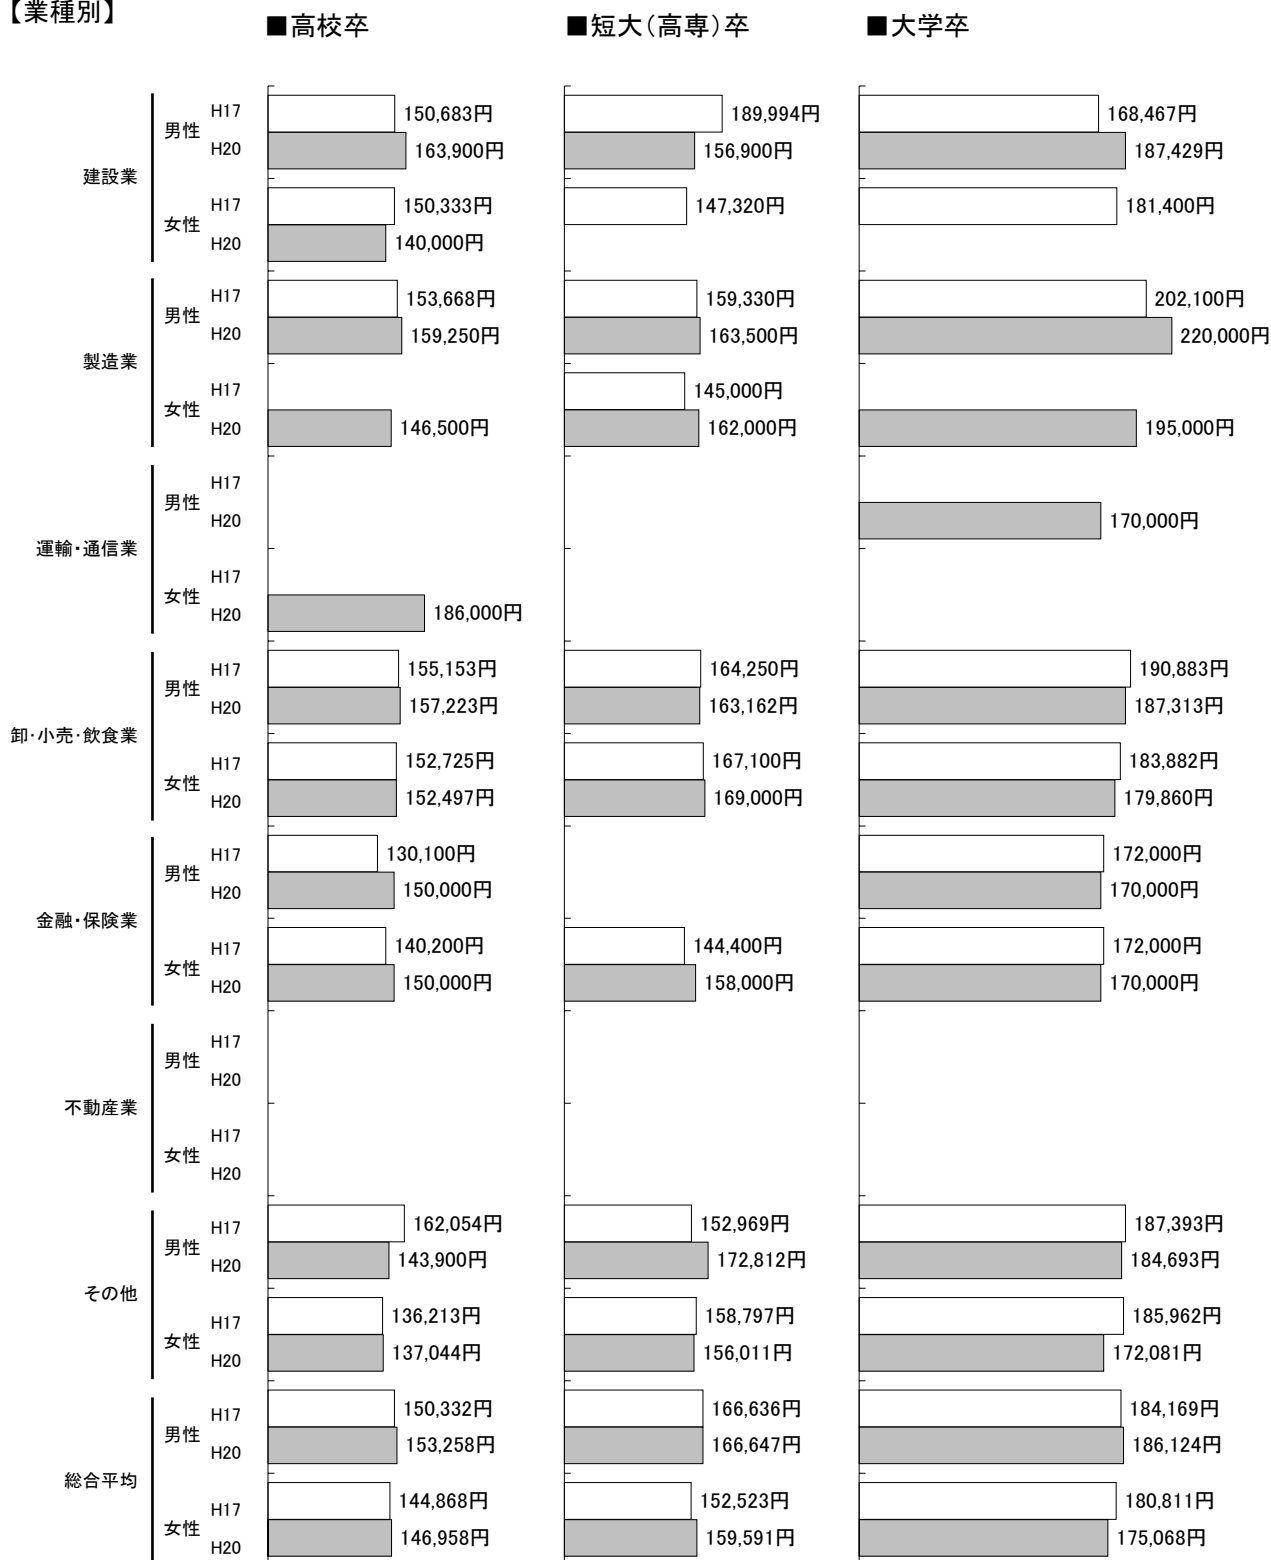 【業種別】
■高校卒 ■短大（高専）卒 ■大学卒
建設業
男性 H17 150,683円 189,994円 168,467円
H20 163,900円 156,900円 187,429円
女性 H17 150,333円 147,320円 181,400円
H20 140,000円
製造業
男性 H17 153,668円 159,330円 202,100円
H20 159,250円 163,500円 220,000円
女性 H17 145,000円
H20 146,500円 162,000円 195,000円
運輸・通信業
男性 H17
H20 170,000円
女性 H17
H20 186,000円
卸・小売・飲食業
男性 H17 155,153円 164,250円 190,883円
H20 157,223円 163,162円 187,313円
女性 H17 152,725円 167,100円 183,882円
H20 152,497円 169,000円 179,860円
金融・保険業
男性 H17 130,100円 172,000円
H20 150,000円 170,000円
女性 H17 140,200円 144,400円 172,000円
H20 150,000円 158,000円 170,000円
不動産業
男性 H17
H20
女性 H17
H20
その他
男性 H17 162,054円 152,969円 187,393円
H20 143,900円 172,812円 184,693円
女性 H17 136,213円 158,797円 185,962円
H20 137,044円 156,011円 172,081円
総合平均
男性 H17 150,332円 166,636円 184,169円
H20 153,258円 166,647円 186,124円
女性 H17 144,868円 152,523円 180,811円
H20 146,958円 159,591円 175,068円